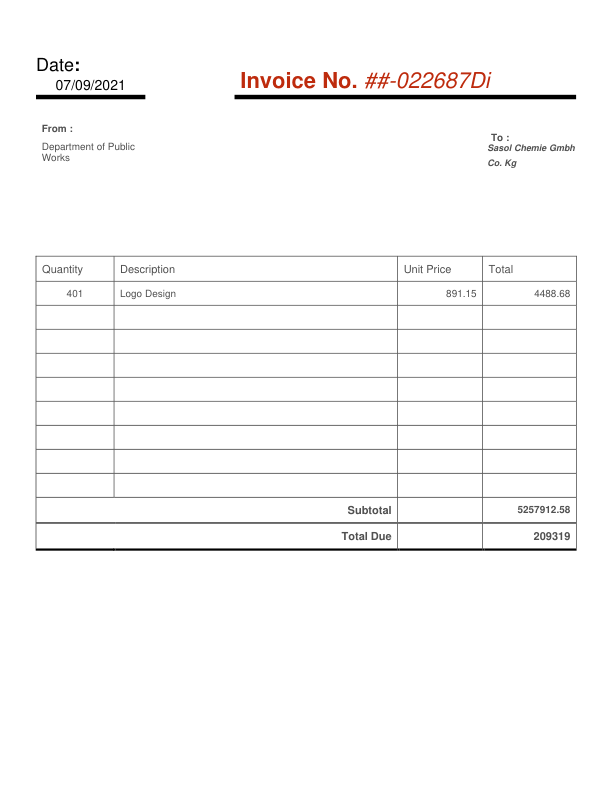 Date:
07/09/2021
Invoice No. ##-022687Di
From :
Department of Public
Works
To :
Sasol Chemie Gmbh
Co. Kg
Quantity Description Unit Price Total
401 Logo Design 891.15 4488.68
Subtotal 5257912.58
Total Due 209319